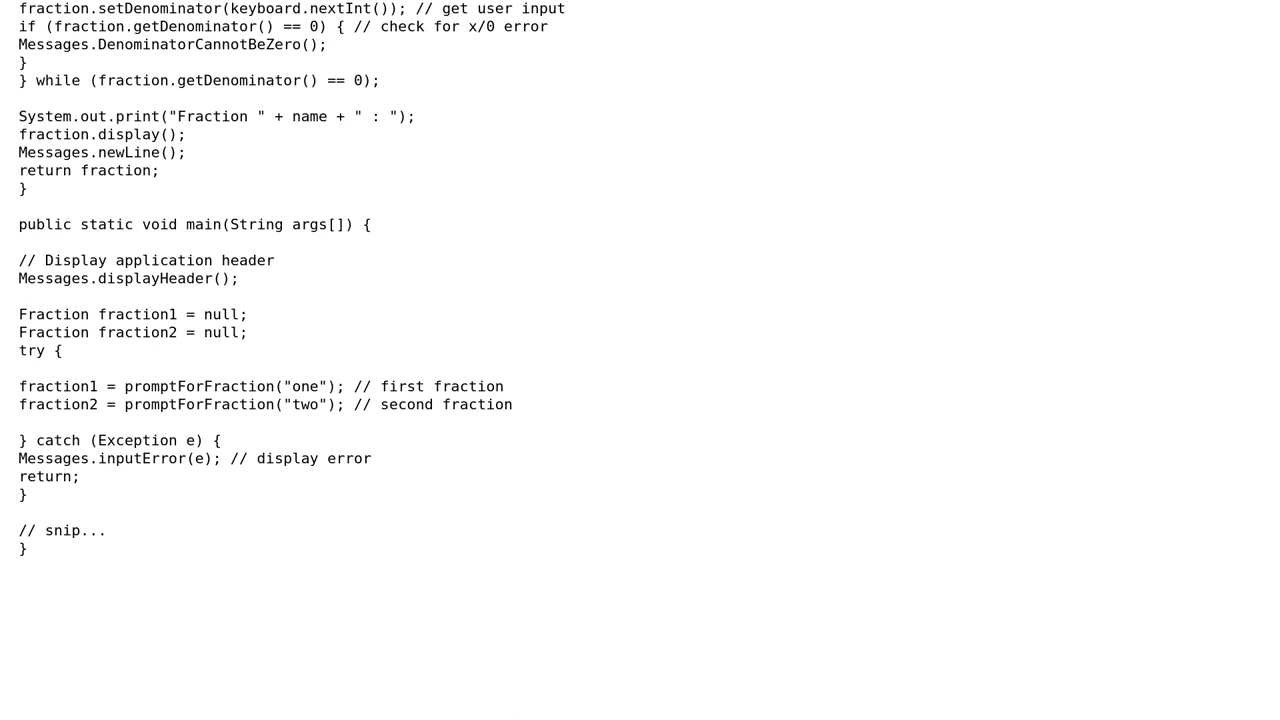 fraction.setDenominator(keyboard.nextInt()); // get user input
if (fraction.getDenominator() == 0) { // check for x/0 error
Messages.DenominatorCannotBeZero();
}
} while (fraction.getDenominator() == 0);

System.out.print("Fraction " + name + " : ");
fraction.display();
Messages.newLine();
return fraction;
}

public static void main(String args[]) {

// Display application header
Messages.displayHeader();

Fraction fraction1 = null;
Fraction fraction2 = null;
try {

fraction1 = promptForFraction("one"); // first fraction
fraction2 = promptForFraction("two"); // second fraction

} catch (Exception e) {
Messages.inputError(e); // display error
return;
}

// snip...
}